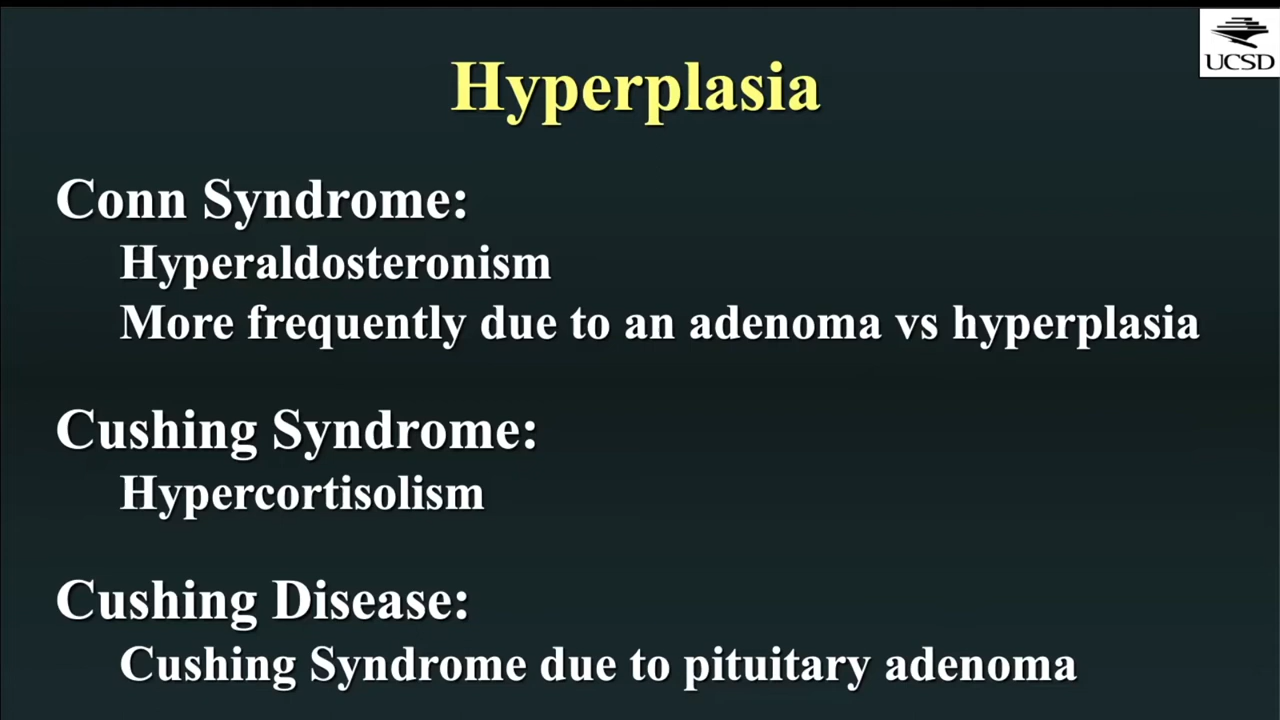 UCSD
Hyperplasia
Conn Syndrome:
Hyperaldosteronism
More frequently due to an adenoma vs hyperplasia
Cushing Syndrome:
Hypercortisolism
Cushing Disease:
Cushing Syndrome due to pituitary adenoma